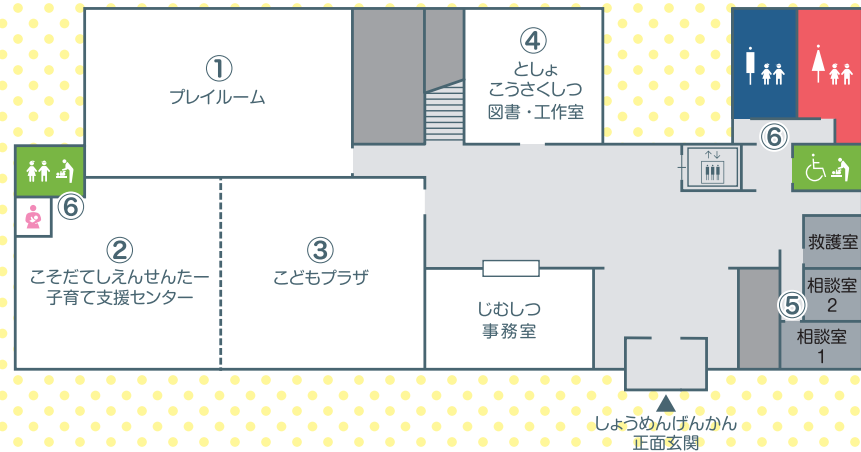 ①
プレイルーム
④
としょ
こうさくしつ
図書・工作室
⑥
⑥
②
こそだてしえんせんたー
子育て支援センター
③
こどもプラザ
じむしつ
事務室
救護室
相談室
2
⑤
相談室
1
しょうめんげんかん
正面玄関